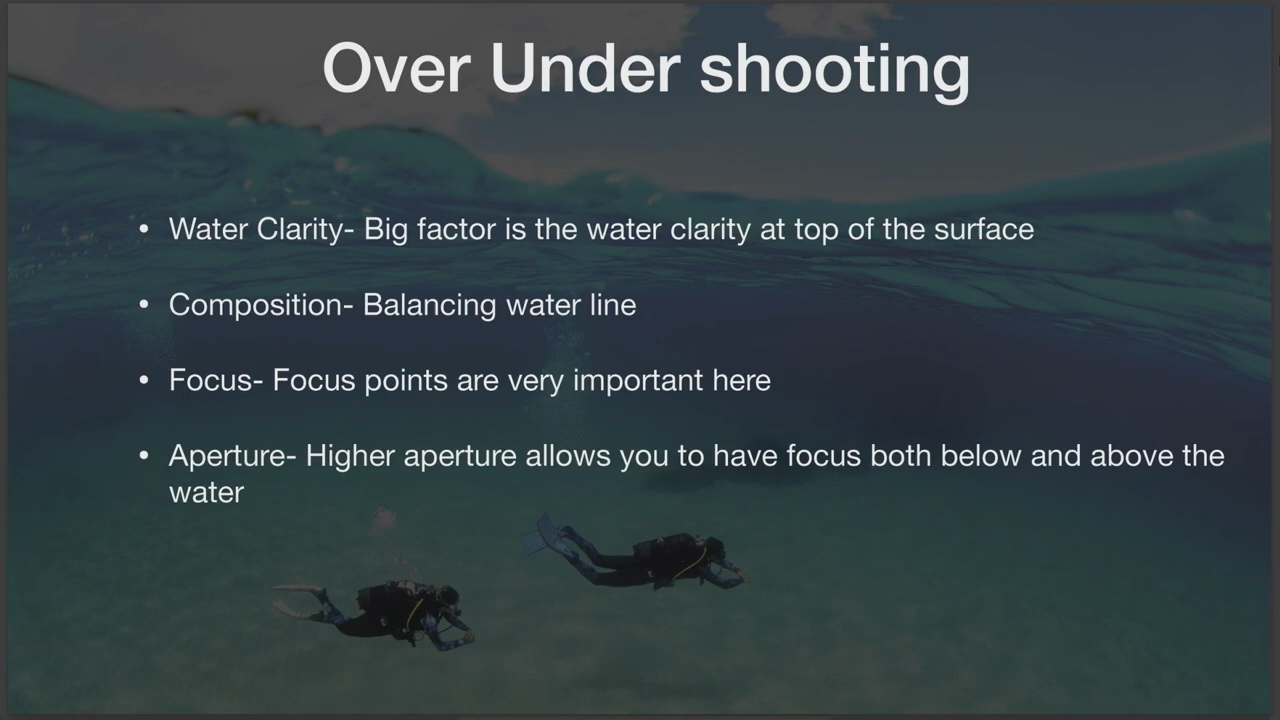 Over Under shooting
• Water Clarity- Big factor is the water clarity at top of the surface
• Composition- Balancing water line
• Focus- Focus points are very important here
• Aperture- Higher aperture allows you to have focus both below and above the
water